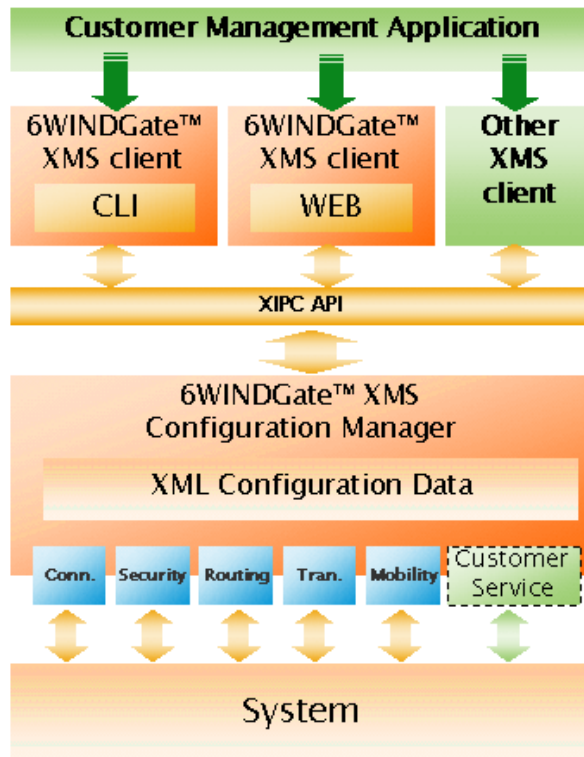 Customer Management Application
6WINDGate™
XMS client
CLI
6WINDGate™
XMS client
WEB
Other
XMS
client
XIPC API
6WINDGate™ XMS
Configuration Manager
XML Configuration Data
Conn.
Security
Routing
Tran.
Mobility
Customer
Service
System